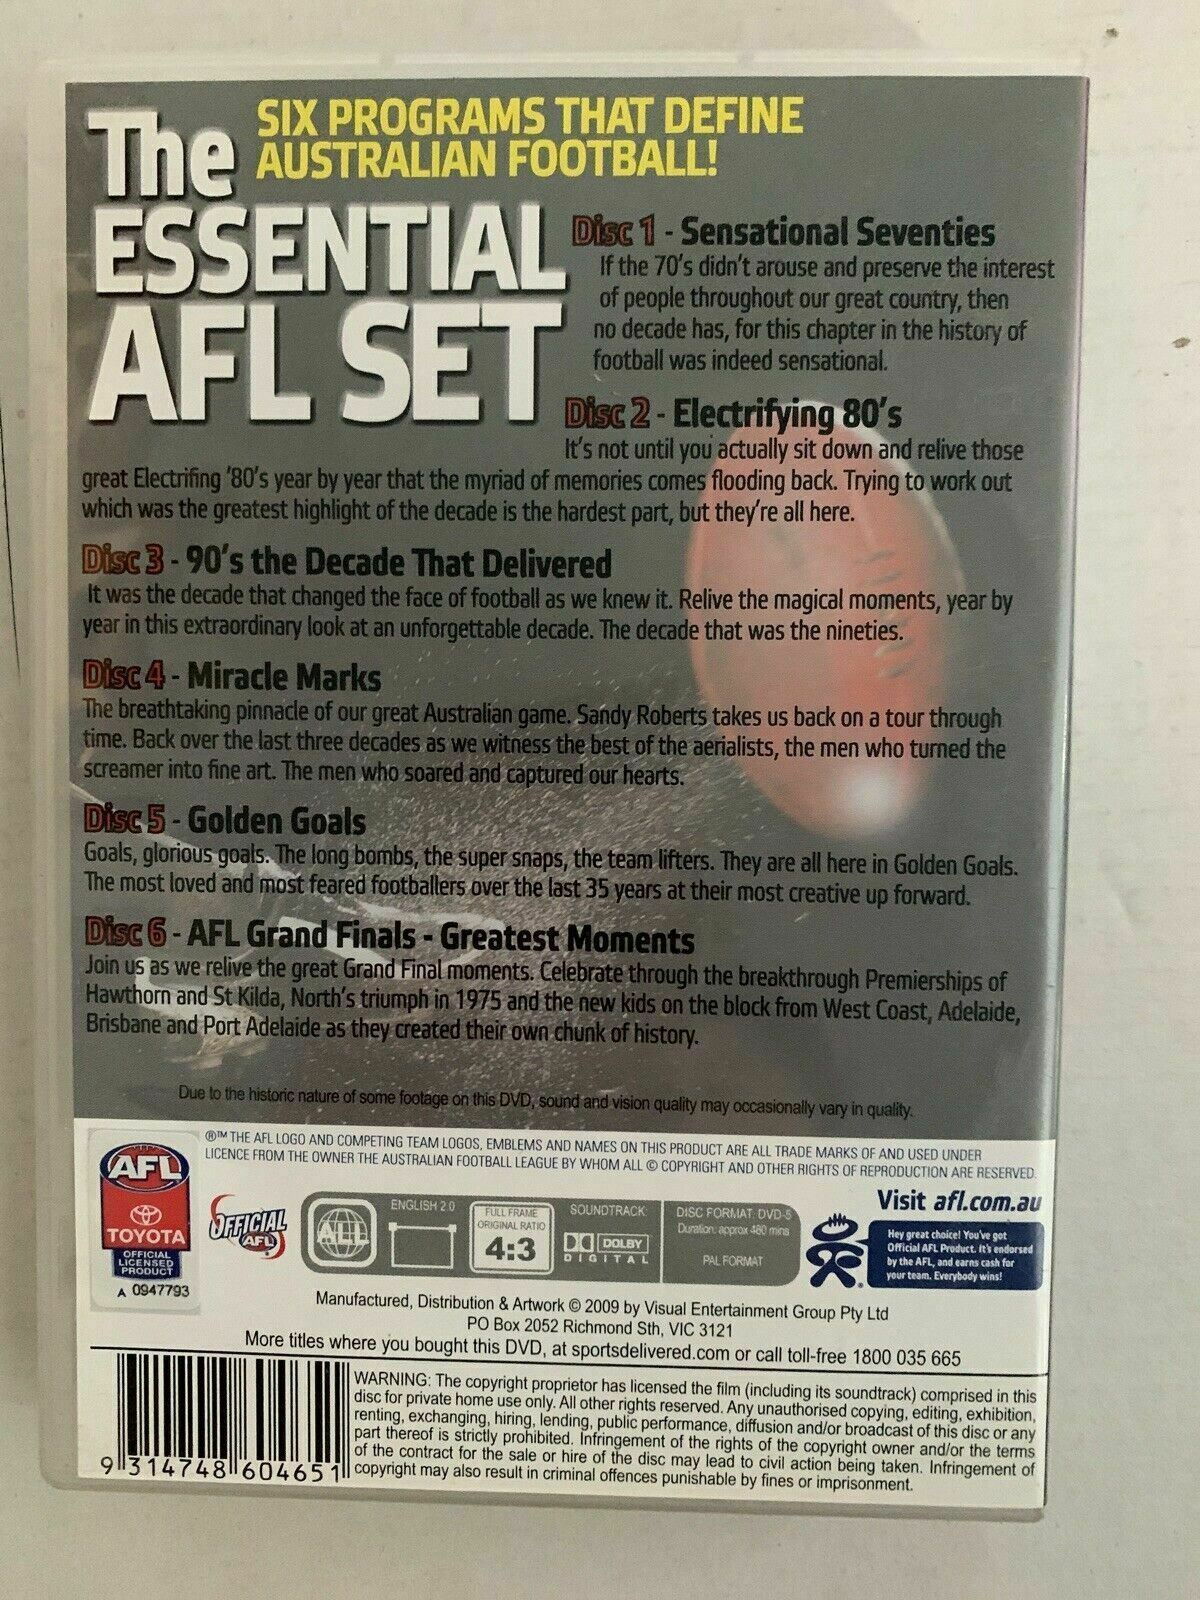 The
ESSENTIAL
AFL SET
SIX PROGRAMS THAT DEFINE
AUSTRALIAN FOOTBALL!
Disc 1 - Sensational Seventies
If the 70's didn't arouse and preserve the interest
of people throughout our great country, then
no decade has, for this chapter in the history of
football was indeed sensational.
Disc 2 - Electrifying 80's
It's not until you actually sit down and relive those
great Electrifing '80's year by year that the myriad of memories comes flooding back. Trying to work out
which was the greatest highlight of the decade is the hardest part, but they're all here.
Disc 3 - 90's the Decade That Delivered
It was the decade that changed the face of football as we knew it. Relive the magical moments, year by
year in this extraordinary look at an unforgettable decade. The decade that was the nineties.
Disc 4 - Miracle Marks
The breathtaking pinnacle of our great Australian game. Sandy Roberts takes us back on a tour through
time. Back over the last three decades as we witness the best of the aerialists, the men who turned the
screamer into fine art. The men who soared and captured our hearts.
Disc 5 - Golden Goals
Goals, glorious goals. The long bombs, the super snaps, the team lifters. They are all here in Golden Goals.
The most loved and most feared footballers over the last 35 years at their most creative up forward.
Disc 6 - AFL Grand Finals - Greatest Moments
Join us as we relive the great Grand Final moments. Celebrate through the breakthrough Premierships of
Hawthorn and St Kilda, North's triumph in 1975 and the new kids on the block from West Coast, Adelaide,
Brisbane and Port Adelaide as they created their own chunk of history.
Due to the historic nature of some footage on this DVD, sound and vision quality may occasionally vary in quality.
®™ THE AFL LOGO AND COMPETING TEAM LOGOS, EMBLEMS AND NAMES ON THIS PRODUCT ARE ALL TRADE MARKS OF AND USED UNDER
LICENCE FROM THE OWNER THE AUSTRALIAN FOOTBALL LEAGUE BY WHOM ALL © COPYRIGHT AND OTHER RIGHTS OF REPRODUCTION ARE RESERVED.
AFL
TOYOTA
OFFICIAL
LICENSED
PRODUCT
A 0947793
OFFICIAL
AFL
ALL
ENGLISH 2.0
FULL FRAME
ORIGINAL RATIO
4:3
SOUNDTRACK
DOLBY
DIGITAL
DISC FORMAT: DVD-5
Duration: approx 480 mins
PAL FORMAT
Visit afl.com.au
Hey great choice! You've got
Official AFL Product. It's endorsed
by the AFL, and earns cash for
your team. Everybody wins!
Manufactured, Distribution & Artwork © 2009 by Visual Entertainment Group Pty Ltd
PO Box 2052 Richmond Sth, VIC 3121
More titles where you bought this DVD, at sportsdelivered.com or call toll-free 1800 035 665
9 314748 604651
WARNING: The copyright proprietor has licensed the film (including its soundtrack) comprised in this
disc for private home use only. All other rights reserved. Any unauthorised copying, editing, exhibition,
renting, exchanging, hiring, lending, public performance, diffusion and/or broadcast of this disc or any
part thereof is strictly prohibited. Infringement of the rights of the copyright owner and/or the terms
of the contract for the sale or hire of the disc may lead to civil action being taken. Infringement of
copyright may also result in criminal offences punishable by fines or imprisonment.